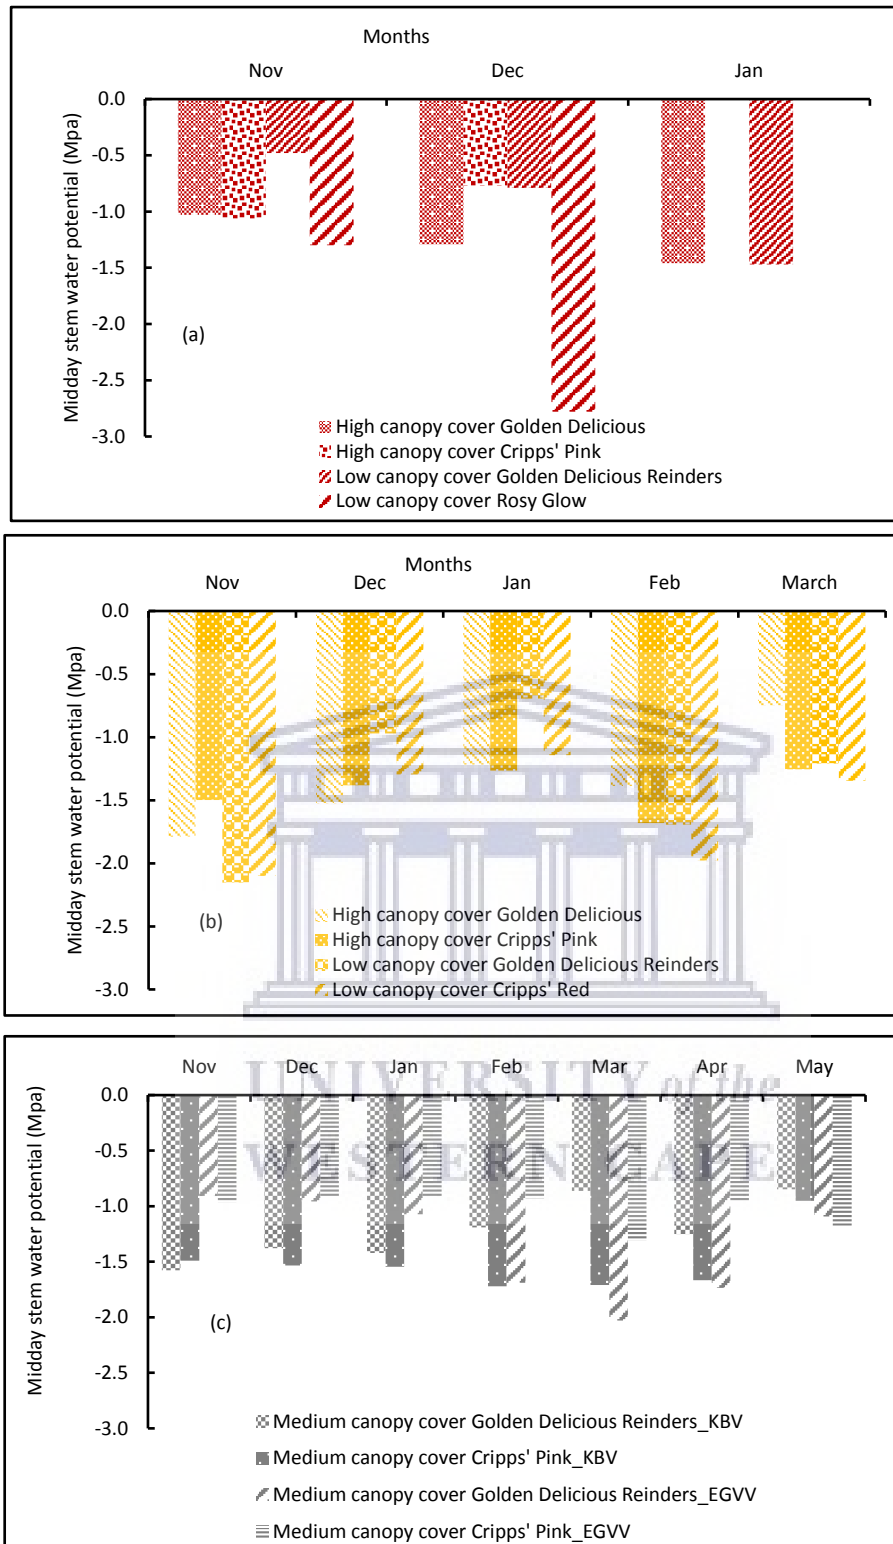 Months
Nov Dec Jan
0.0
-0.5
-1.0
-1.5
-2.0
-2.5
-3.0
Midday stem water potential (Mpa)
(a)
High canopy cover Golden Delicious
High canopy cover Cripps' Pink
Low canopy cover Golden Delicious Reinders
Low canopy cover Rosy Glow
Months
Nov Dec Jan Feb March
0.0
-0.5
-1.0
-1.5
-2.0
-2.5
-3.0
Midday stem water potential (Mpa)
(b)
High canopy cover Golden Delicious
High canopy cover Cripps' Pink
Low canopy cover Golden Delicious Reinders
Low canopy cover Cripps' Red
Nov Dec Jan Feb Mar Apr May
UNIVERSITY of the
WESTERN CAPE
0.0
-0.5
-1.0
-1.5
-2.0
-2.5
-3.0
Midday stem water potential (Mpa)
(c)
Medium canopy cover Golden Delicious Reinders_KBV
Medium canopy cover Cripps' Pink_KBV
Medium canopy cover Golden Delicious Reinders_EGVV
Medium canopy cover Cripps' Pink_EGVV